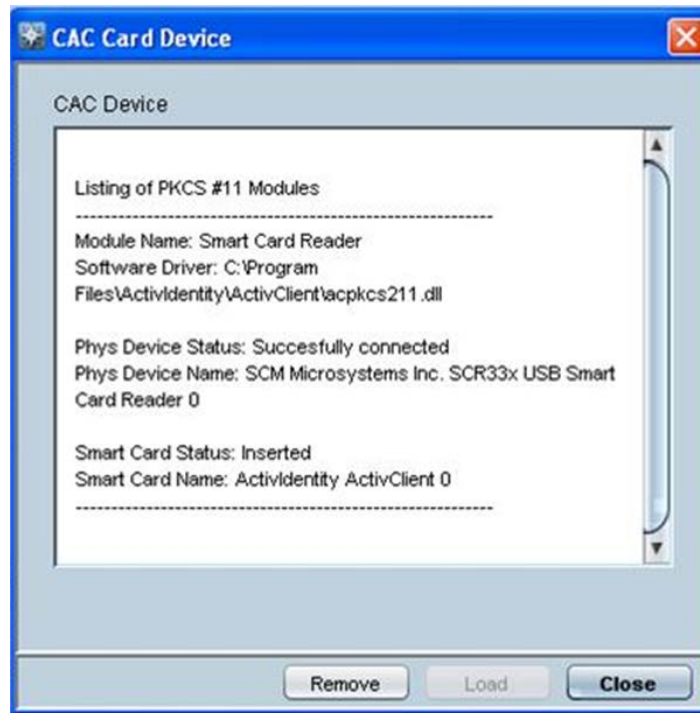 CAC Card Device
CAC Device
Listing of PKCS #11 Modules
----------------------------------------------------------
Module Name: Smart Card Reader
Software Driver: C:\Program
Files\ActivIdentity\ActivClient\acpkcs211.dll
Phys Device Status: Succesfully connected
Phys Device Name: SCM Microsystems Inc. SCR33x USB Smart
Card Reader 0
Smart Card Status: Inserted
Smart Card Name: ActivIdentity ActivClient 0
----------------------------------------------------------
Remove
Load
Close